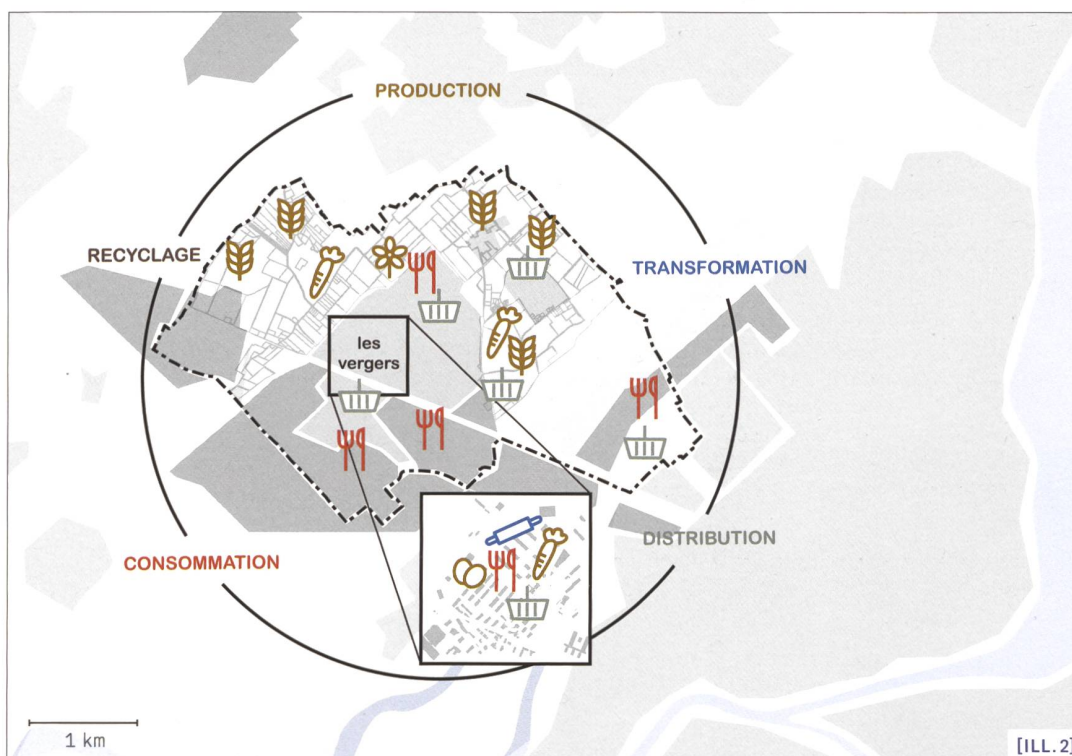 PRODUCTION
RECYCLAGE
TRANSFORMATION
les
vergers
CONSOMMATION
DISTRIBUTION
1 km
[ILL.2]